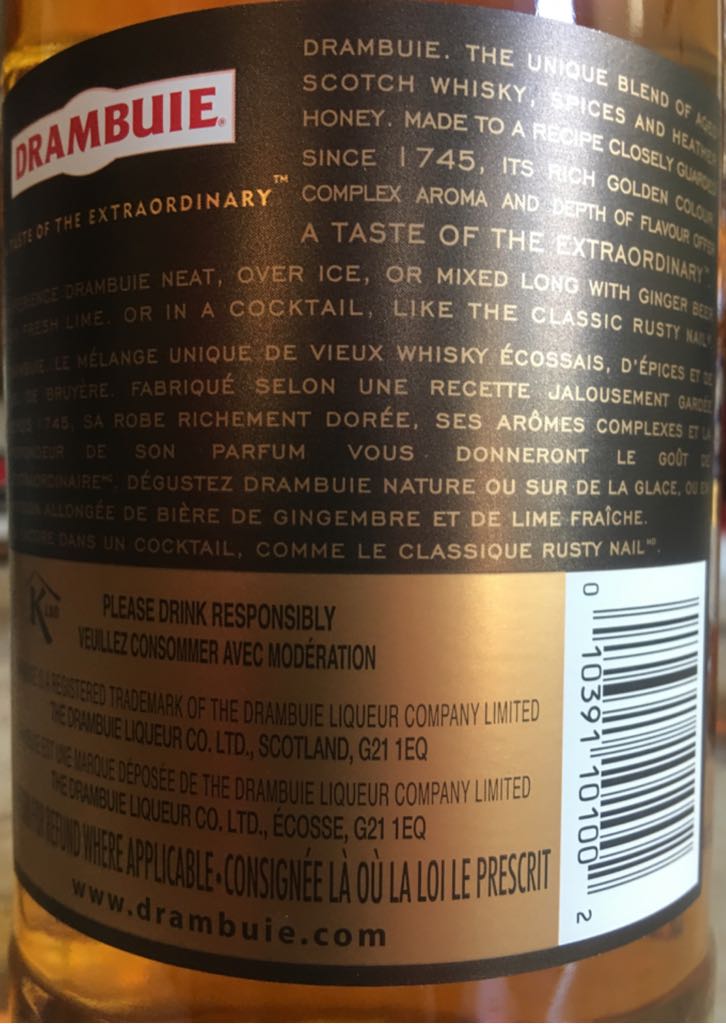 DRAMBUIE
OF THE EXTRAORDINARY™
DRAMBUIE. THE UNIQUE BLEND OF
SCOTCH WHISKY, SPICES AND
HONEY. MADE TO A RECIPE CLOSELY
SINCE 1745, ITS RICH GOLDEN COLOUR
COMPLEX AROMA AND DEPTH OF FLAVOUR
A TASTE OF THE EXTRAORDINARY™
DRAMBUIE NEAT, OVER ICE, OR MIXED LONG WITH GINGER BEER
FRESH LIME. OR IN A COCKTAIL, LIKE THE CLASSIC RUSTY NAIL
LE MÉLANGE UNIQUE DE VIEUX WHISKY ÉCOSSAIS, D'ÉPICES ET DE
DE BRUYÈRE. FABRIQUÉ SELON UNE RECETTE JALOUSEMENT GARDÉE
1745, SA ROBE RICHEMENT DORÉE, SES ARÔMES COMPLEXES ET LA
DE SON PARFUM VOUS DONNERONT LE GOÛT DE
DÉGUSTEZ DRAMBUIE NATURE OU SUR DE LA GLACE, OU
ALLONGÉE DE BIÈRE DE GINGEMBRE ET DE LIME FRAÎCHE.
DANS UN COCKTAIL, COMME LE CLASSIQUE RUSTY NAIL MD.
K
PLEASE DRINK RESPONSIBLY
VEUILLEZ CONSOMMER AVEC MODÉRATION
IS A REGISTERED TRADEMARK OF THE DRAMBUIE LIQUEUR COMPANY LIMITED
THE DRAMBUIE LIQUEUR CO. LTD., SCOTLAND, G21 1EQ
EST UNE MARQUE DÉPOSÉE DE THE DRAMBUIE LIQUEUR COMPANY LIMITED
THE DRAMBUIE LIQUEUR CO. LTD., ÉCOSSE, G21 1EQ
FOR REFUND WHERE APPLICABLE•CONSIGNÉE LÀ OÙ LA LOI LE PRESCRIT
www.drambuie.com
0 10391 10100 2